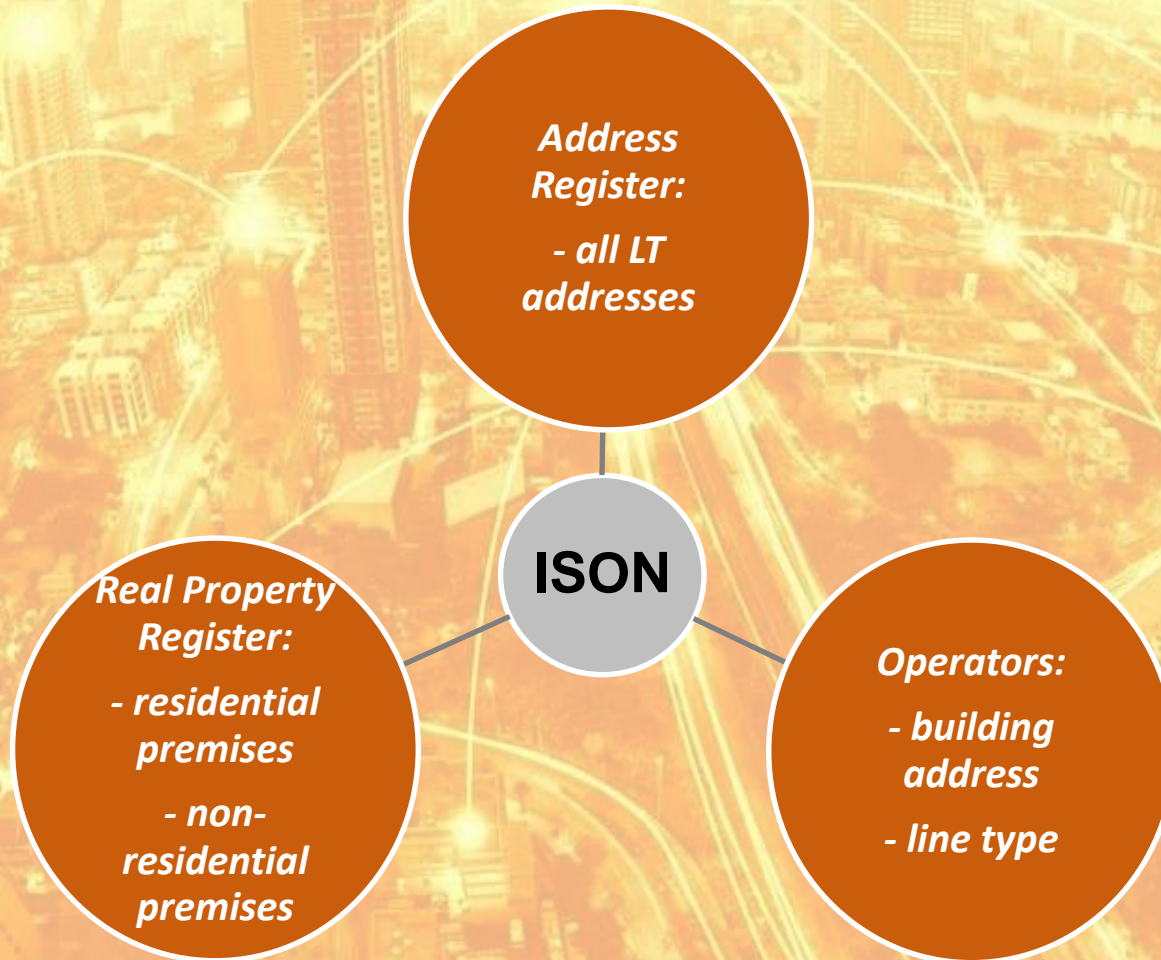 Address
Register:
- all LT
addresses
ISON
Real Property
Register:
- residential
premises
- non-
residential
premises
Operators:
- building
address
- line type